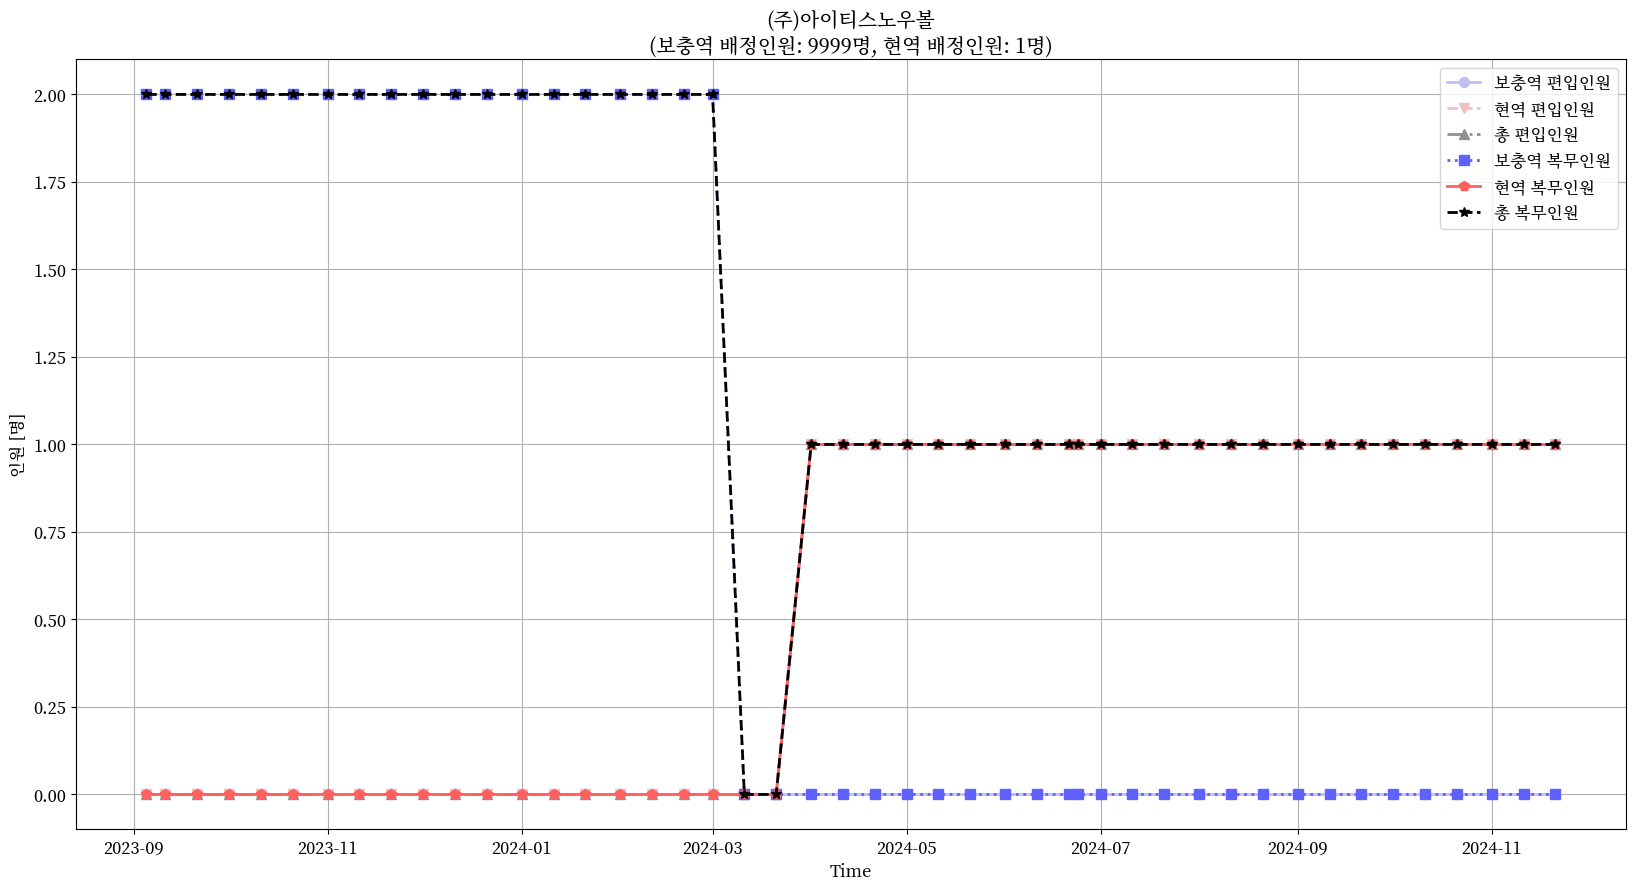 (주)아이티스노우볼
(보충역 배정인원: 9999명, 현역 배정인원: 1명)
보충역 편입인원
현역 편입인원
총 편입인원
보충역 복무인원
현역 복무인원
총 복무인원
인원 [명]
2.00
1.75
1.50
1.25
1.00
0.75
0.50
0.25
0.00
2023-09 2023-11 2024-01 2024-03 2024-05 2024-07 2024-09 2024-11
Time